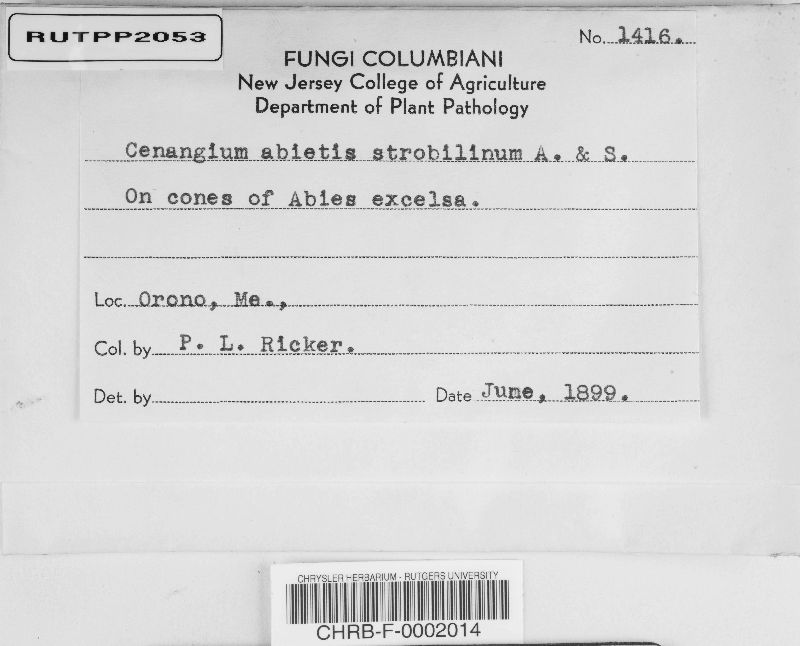 RUTPP2053
No. 1416.
FUNGI COLUMBIANI
New Jersey College of Agriculture
Department of Plant Pathology
Cenangium abietis strobilinum A. & S.
On cones of Abies excelsa.
Loc. Orono, Me.,
Col. by P. L. Ricker.
Det. by
Date June, 1899.
CHRYSLER HERBARIUM - RUTGERS UNIVERSITY
CHRB-F-0002014